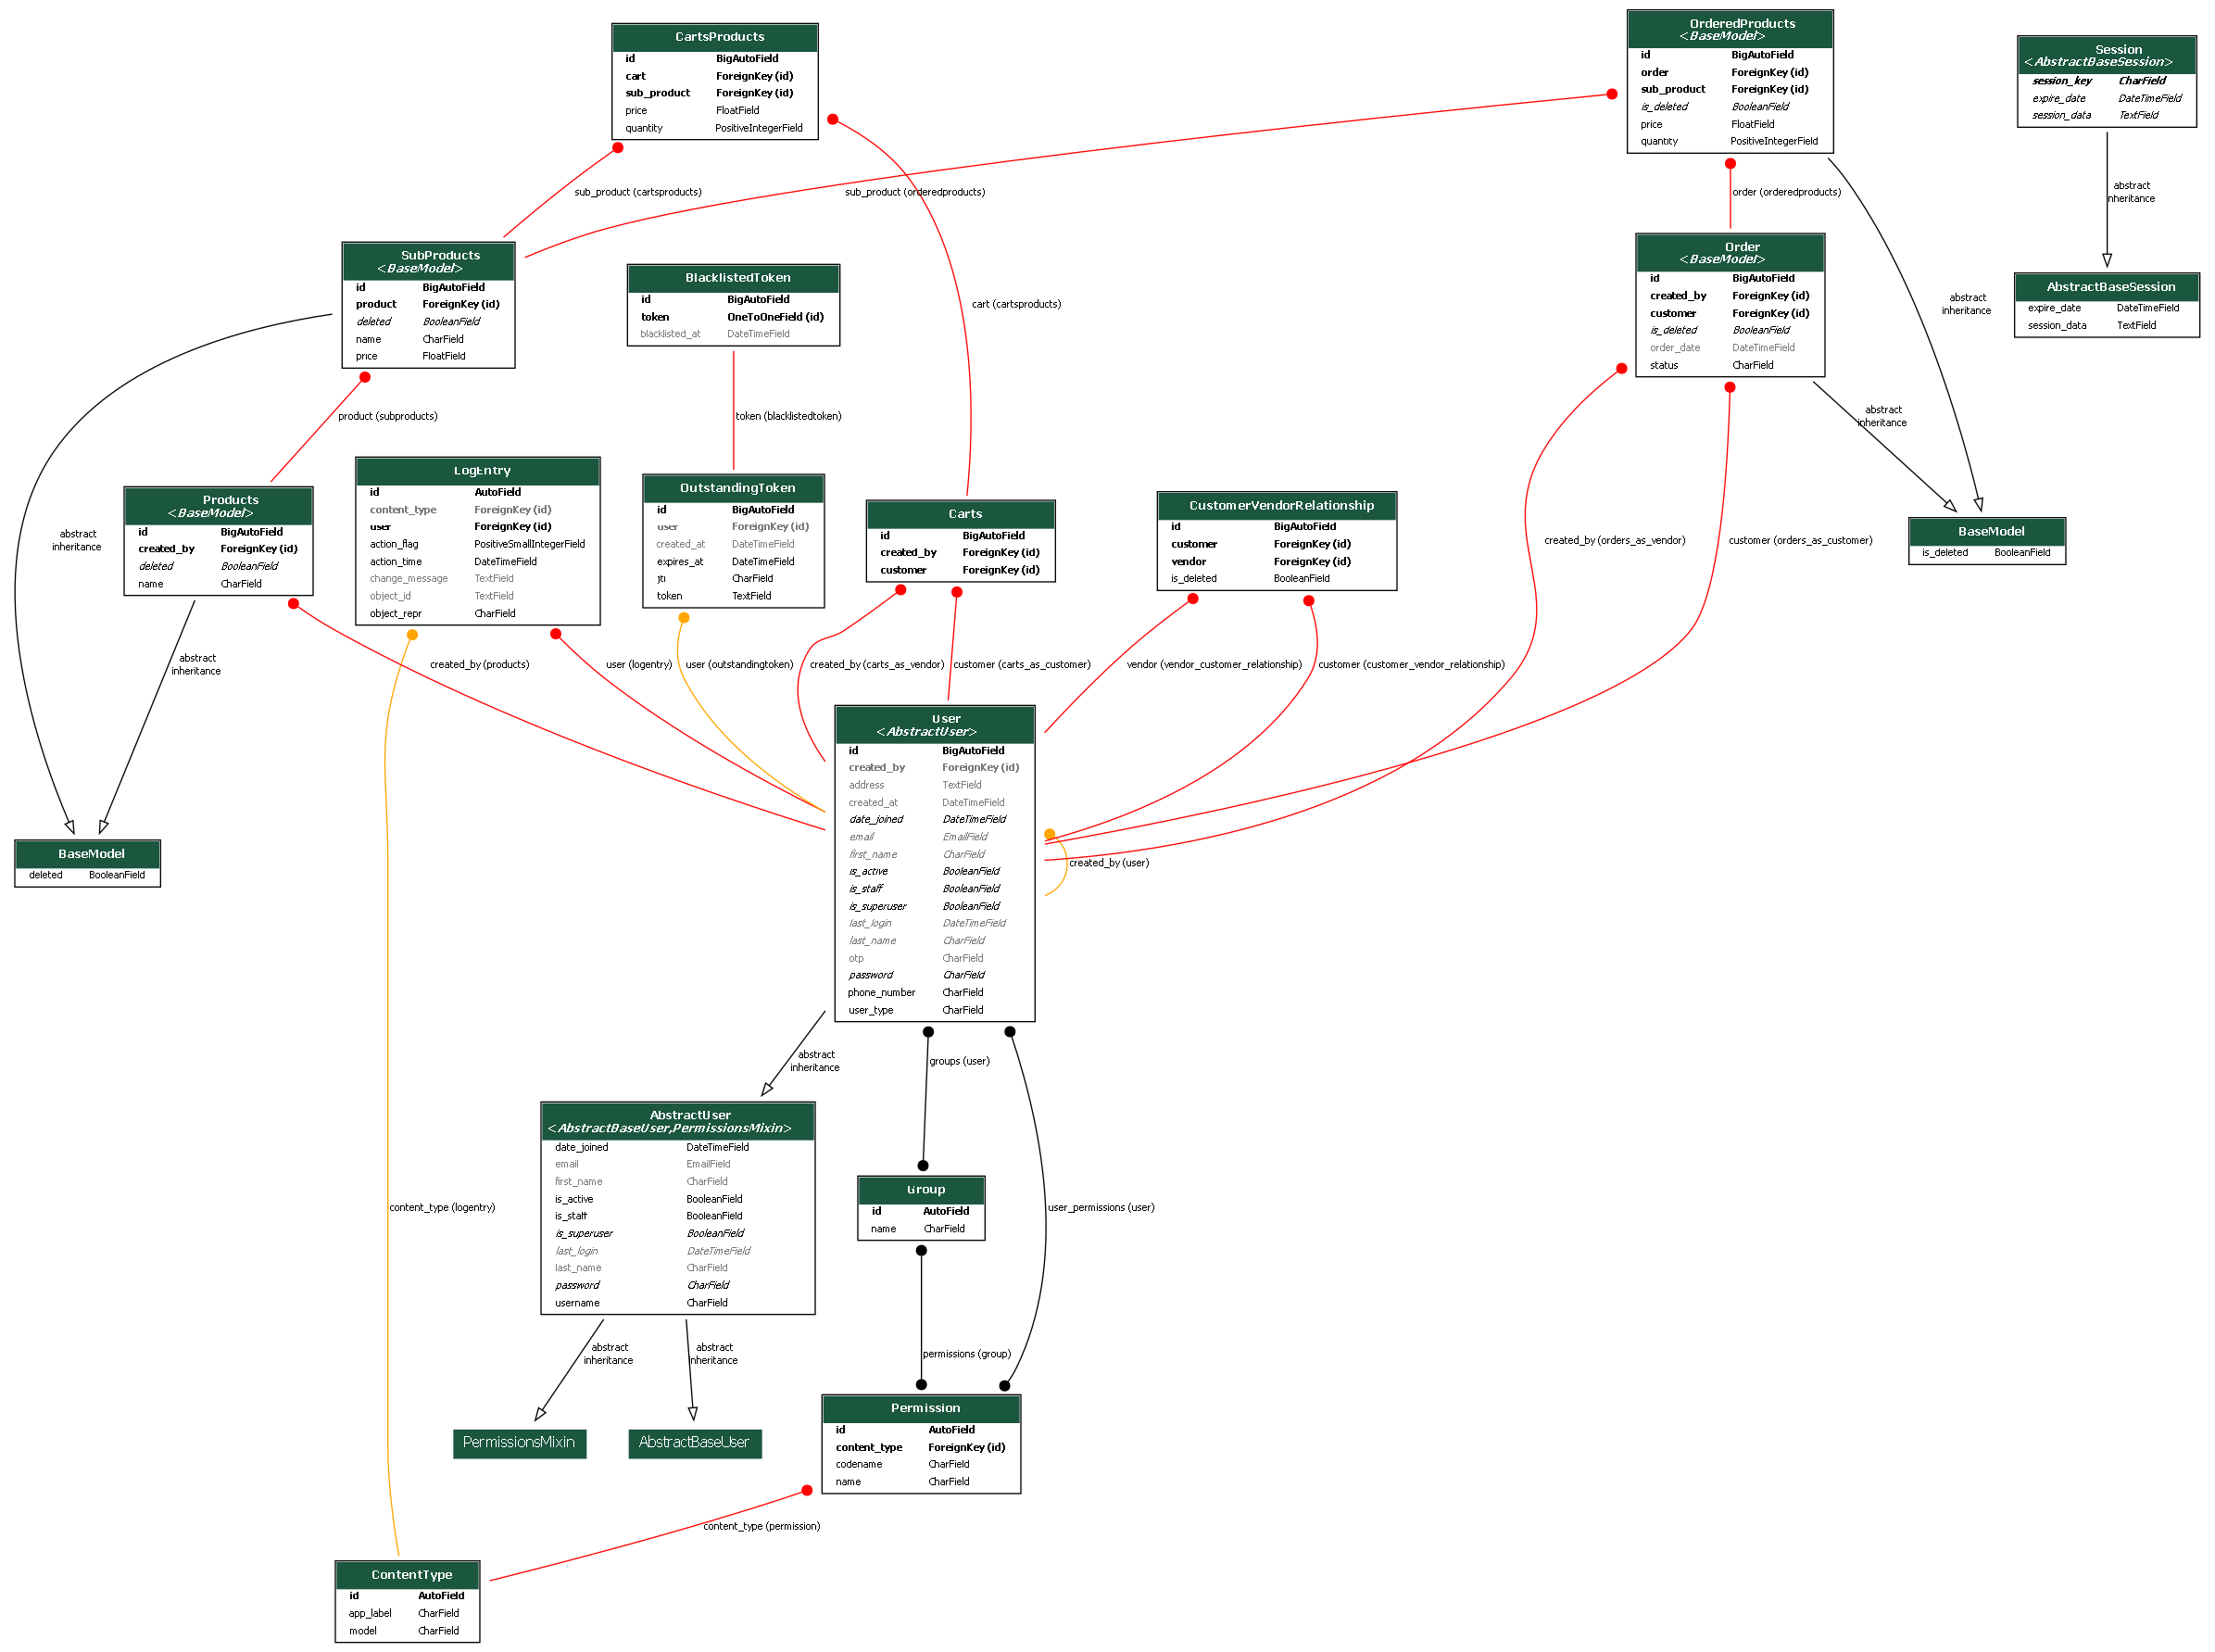 CartsProducts
id BigAutoField
cart ForeignKey (id)
sub_product ForeignKey (id)
price FloatField
quantity PositiveIntegerField
OrderedProducts
<BaseModel>
id BigAutoField
order ForeignKey (id)
sub_product ForeignKey (id)
is_deleted BooleanField
price FloatField
quantity PositiveIntegerField
Session
<AbstractBaseSession>
session_key CharField
expire_date DateTimeField
session_data TextField
sub_product (cartsproducts)
sub_product (orderedproducts)
order (orderedproducts)
abstract
inheritance
SubProducts
<BaseModel>
id BigAutoField
product ForeignKey (id)
deleted BooleanField
name CharField
price FloatField
BlacklistedToken
id BigAutoField
token OneToOneField (id)
blacklisted_at DateTimeField
cart (cartsproducts)
Order
<BaseModel>
id BigAutoField
created_by ForeignKey (id)
customer ForeignKey (id)
is_deleted BooleanField
order_date DateTimeField
status CharField
abstract
inheritance
AbstractBaseSession
expire_date DateTimeField
session_data TextField
product (subproducts)
token (blacklistedtoken)
abstract
inheritance
abstract
inheritance
Products
<BaseModel>
id BigAutoField
created_by ForeignKey (id)
deleted BooleanField
name CharField
LogEntry
id AutoField
content_type ForeignKey (id)
user ForeignKey (id)
action_flag PositiveSmallIntegerField
action_time DateTimeField
change_message TextField
object_id TextField
object_repr CharField
OutstandingToken
id BigAutoField
user ForeignKey (id)
created_at DateTimeField
expires_at DateTimeField
jti CharField
token TextField
Carts
id BigAutoField
created_by ForeignKey (id)
customer ForeignKey (id)
CustomerVendorRelationship
id BigAutoField
customer ForeignKey (id)
vendor ForeignKey (id)
is_deleted BooleanField
created_by (orders_as_vendor)
customer (orders_as_customer)
BaseModel
is_deleted BooleanField
abstract
inheritance
created_by (products)
user (logentry)
user (outstandingtoken)
created_by (carts_as_vendor)
customer (carts_as_customer)
vendor (vendor_customer_relationship)
customer (customer_vendor_relationship)
User
<AbstractUser>
id BigAutoField
created_by ForeignKey (id)
address TextField
created_at DateTimeField
date_joined DateTimeField
email EmailField
first_name CharField
is_active BooleanField
is_staff BooleanField
is_superuser BooleanField
last_login DateTimeField
last_name CharField
otp CharField
password CharField
phone_number CharField
user_type CharField
created_by (user)
BaseModel
deleted BooleanField
abstract
inheritance
groups (user)
AbstractUser
<AbstractBaseUser,PermissionsMixin>
date_joined DateTimeField
email EmailField
first_name CharField
is_active BooleanField
is_staff BooleanField
is_superuser BooleanField
last_login DateTimeField
last_name CharField
password CharField
username CharField
Group
id AutoField
name CharField
content_type (logentry)
user_permissions (user)
abstract
inheritance
abstract
inheritance
permissions (group)
PermissionsMixin
AbstractBaseUser
Permission
id AutoField
content_type ForeignKey (id)
codename CharField
name CharField
content_type (permission)
ContentType
id AutoField
app_label CharField
model CharField